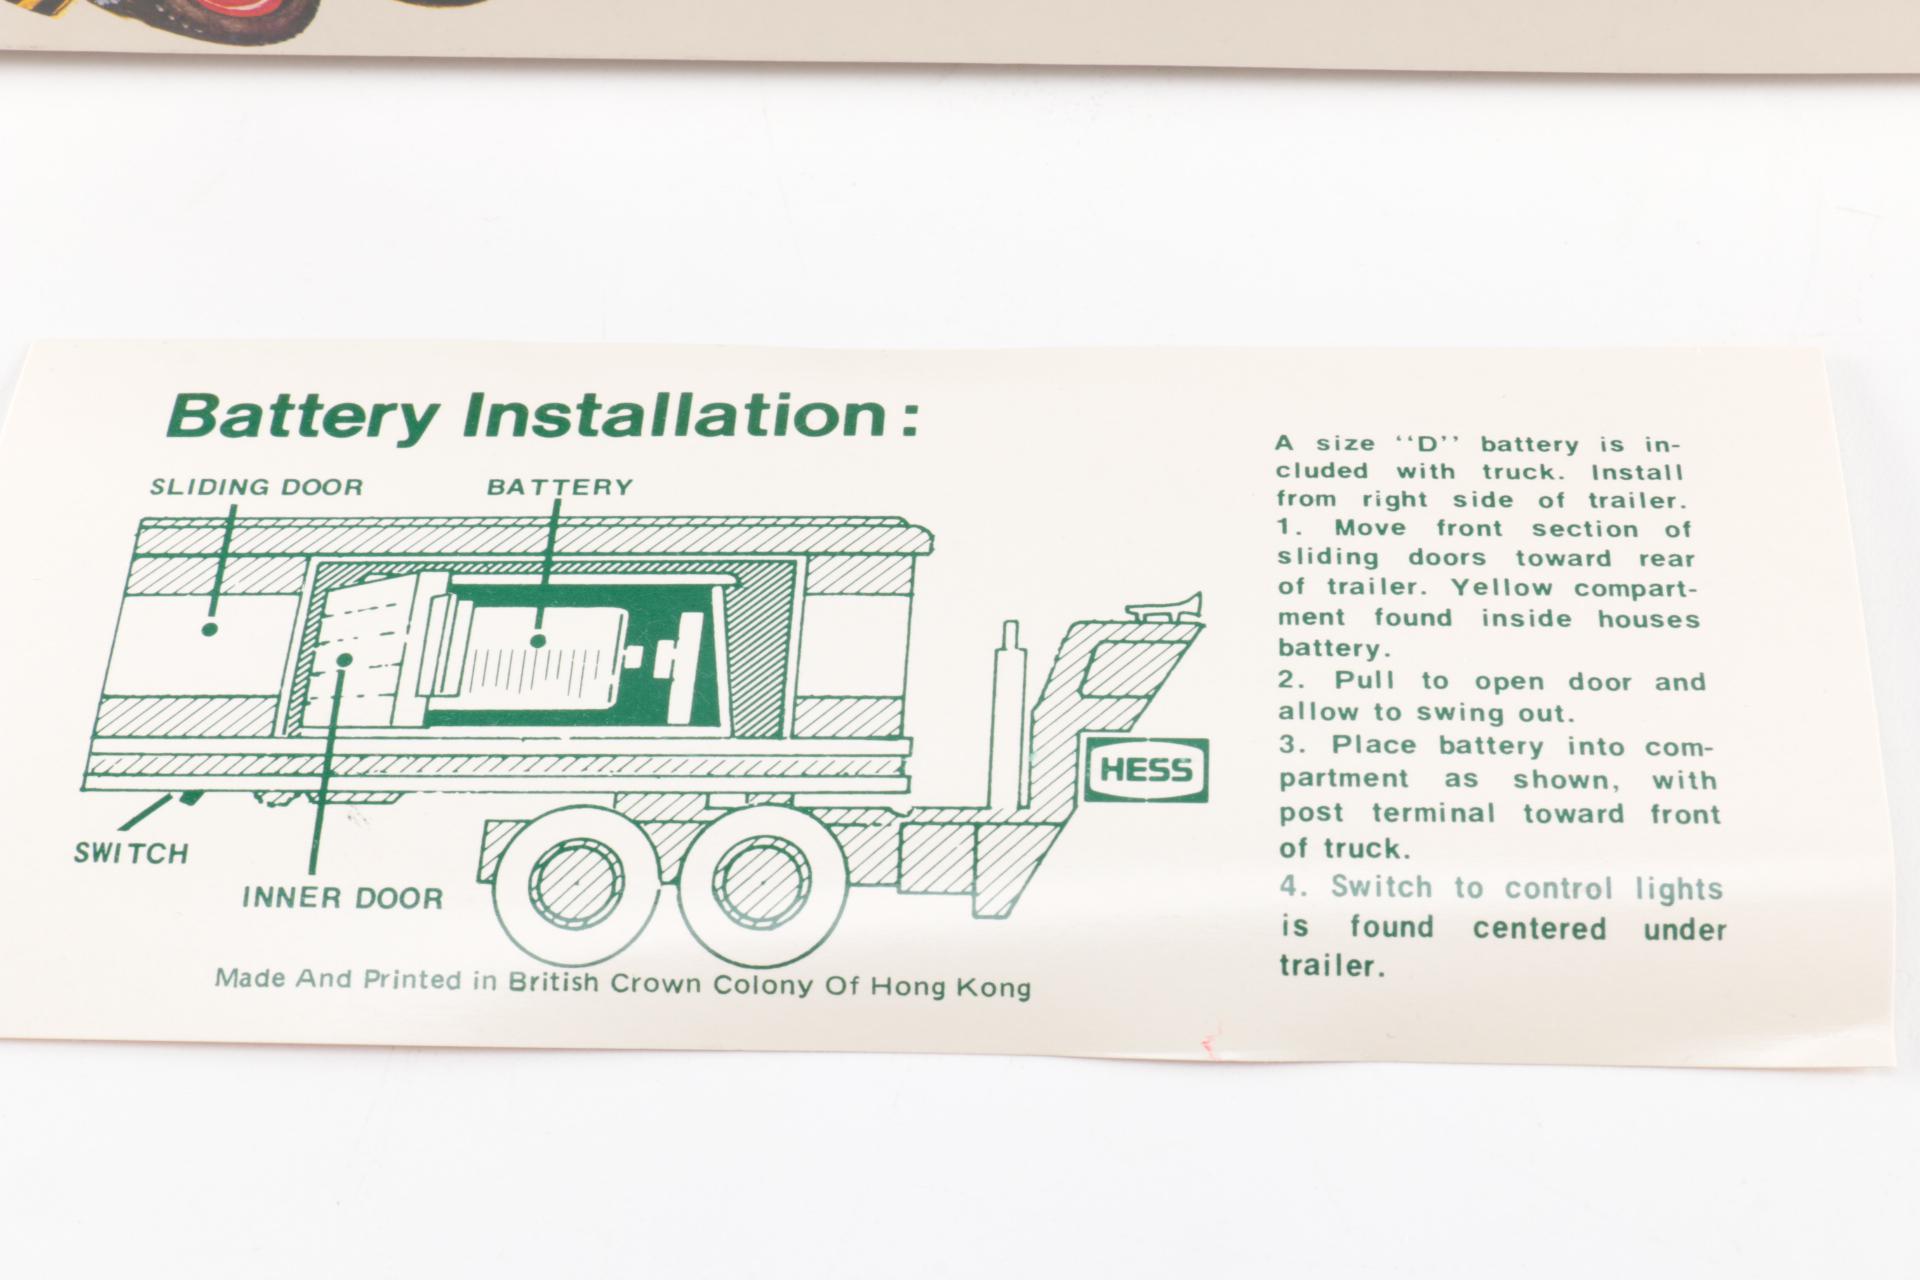 Battery Installation:
SLIDING DOOR
BATTERY
HESS
SWITCH
INNER DOOR
Made And Printed in British Crown Colony Of Hong Kong
A size ‘‘D’’ battery is in-
cluded with truck. Install
from right side of trailer.
1. Move front section of
sliding doors toward rear
of trailer. Yellow compart-
ment found inside houses
battery.
2. Pull to open door and
allow to swing out.
3. Place battery into com-
partment as shown, with
post terminal toward front
of truck.
4. Switch to control lights
is found centered under
trailer.